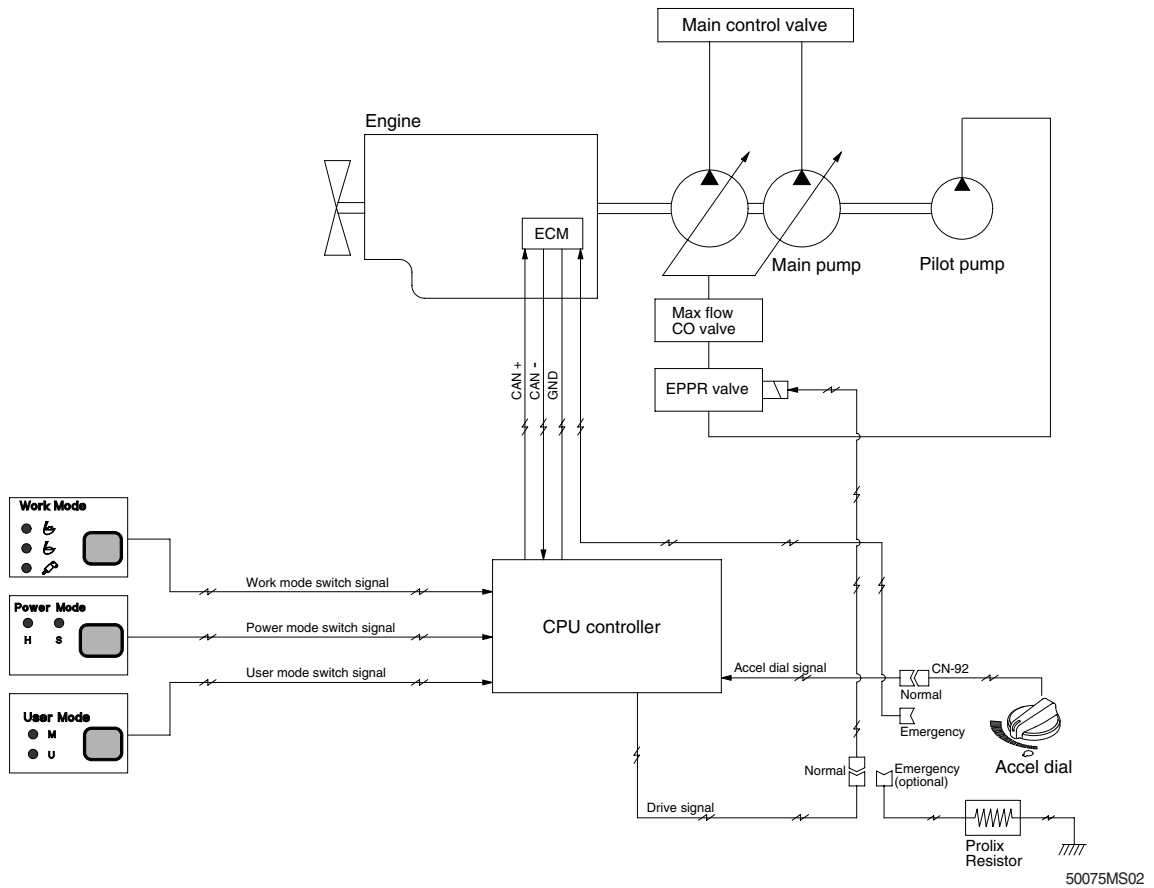 Main control valve
Engine
ECM
Main pump
Pilot pump
Max flow
CO valve
EPPR valve
CAN +
CAN -
GND
Work Mode
Work mode switch signal
Power Mode
H S
Power mode switch signal
CPU controller
User mode switch signal
User Mode
M
U
Accel dial signal
CN-92
Normal
Emergency
Accel dial
Normal
Emergency
(optional)
Drive signal
Prolix
Resistor
50075MS02